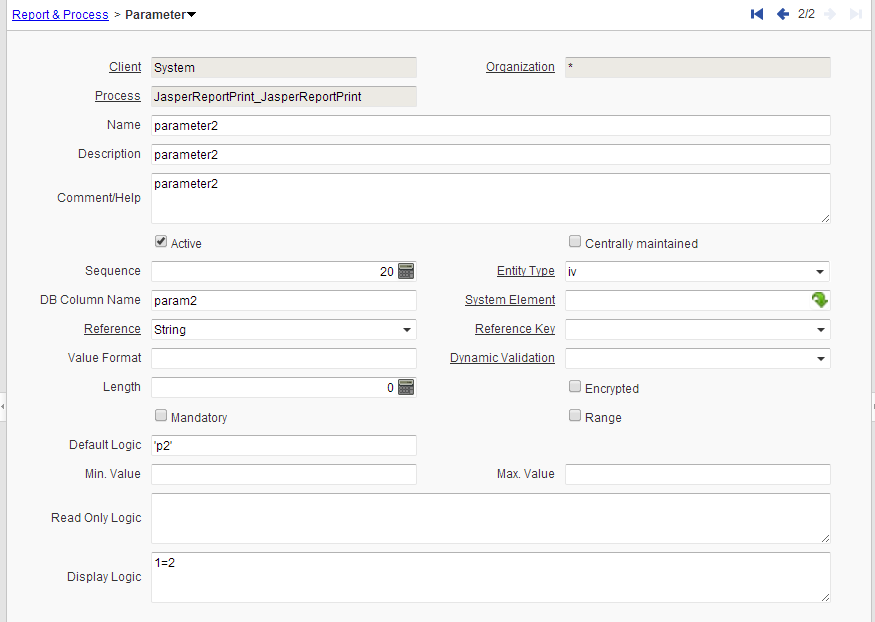 Report & Process > Parameter 2/2
Client System Organization *
Process JasperReportPrint_JasperReportPrint
Name parameter2
Description parameter2
Comment/Help parameter2
Active Centrally maintained
Sequence 20 Entity Type iv
DB Column Name param2 System Element
Reference String Reference Key
Value Format Dynamic Validation
Length 0 Encrypted
Mandatory Range
Default Logic 'p2'
Min. Value Max. Value
Read Only Logic
Display Logic 1=2